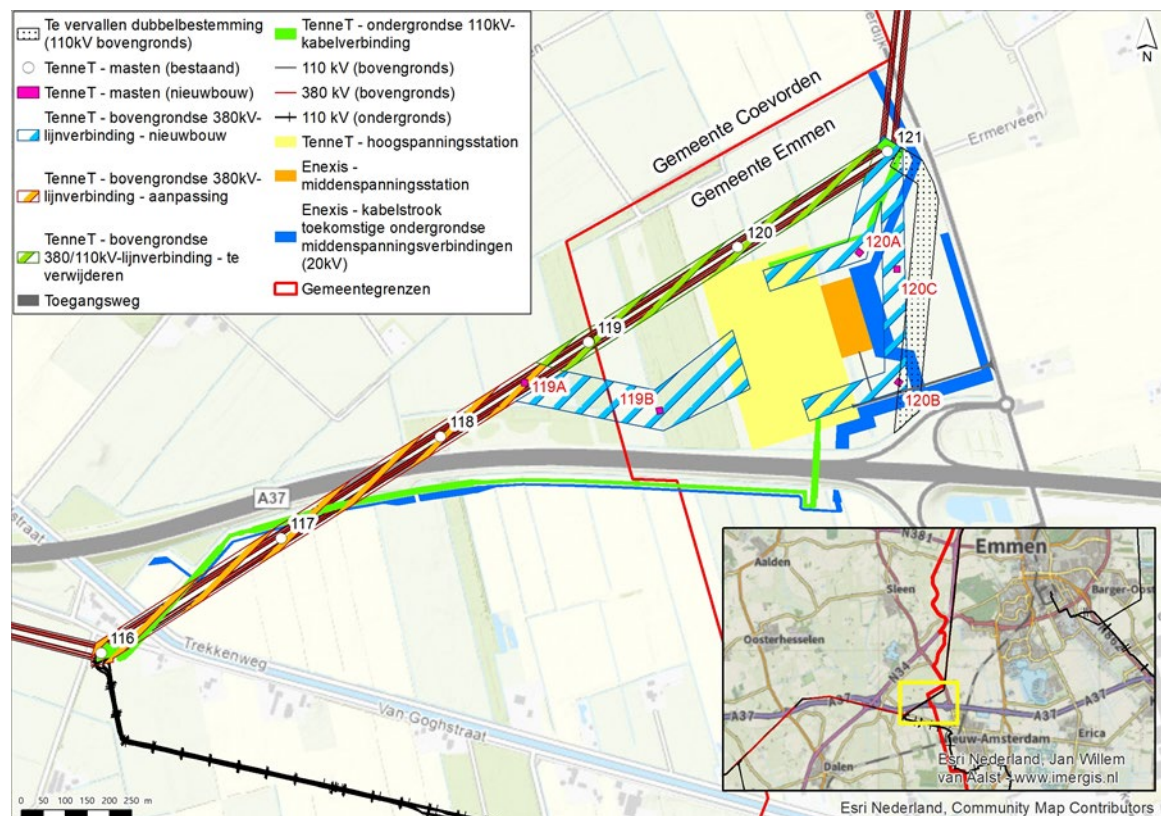 Te vervallen dubbelbestemming
(110kV bovengronds)
TenneT - masten (bestaand)
TenneT - masten (nieuwbouw)
TenneT - bovengrondse 380kV-
lijnverbinding - nieuwbouw
TenneT - bovengrondse 380kV-
lijnverbinding - aanpassing
TenneT - bovengrondse
380/110kV-lijnverbinding - te
verwijderen
Toegangsweg
TenneT - ondergrondse 110kV-
kabelverbinding
110 kV (bovengronds)
380 kV (bovengronds)
110 kV (ondergronds)
TenneT - hoogspanningsstation
Enexis -
middenspanningsstation
Enexis - kabelstrook
toekomstige ondergrondse
middenspanningsverbindingen
(20kV)
Gemeentegrenzen
N
Ermerveen
Gemeente Coevorden
Gemeente Emmen
121
120
120A
120C
119
119A
119B
120B
118
A37
117
116
Trekkenweg
Van Goghstraat
N381
Emmen
Aalden
Sleen
Barger-Oost
Oosterhesselen
N34
A37
A37
A37
A37
Nieuw-Amsterdam
Erica
Dalen
Esri Nederland, Jan Willem
van Aalst - www.imergis.nl
0 50 100 150 200 250 m
Esri Nederland, Community Map Contributors